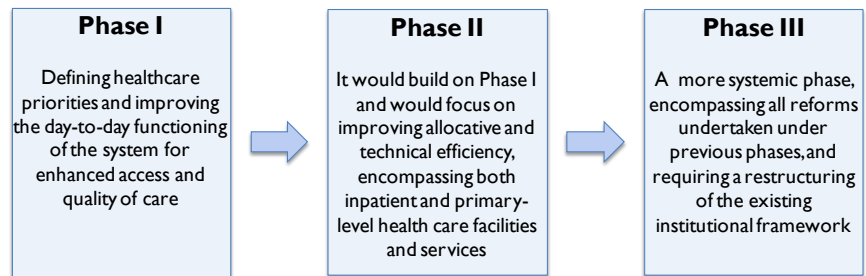 Phase I
Defining healthcare
priorities and improving
the day-to-day functioning
of the system for
enhanced access and
quality of care
Phase II
It would build on Phase I
and would focus on
improving allocative and
technical efficiency,
encompassing both
inpatient and primary-
level health care facilities
and services
Phase III
A more systemic phase,
encompassing all reforms
undertaken under
previous phases, and
requiring a restructuring
of the existing
institutional framework